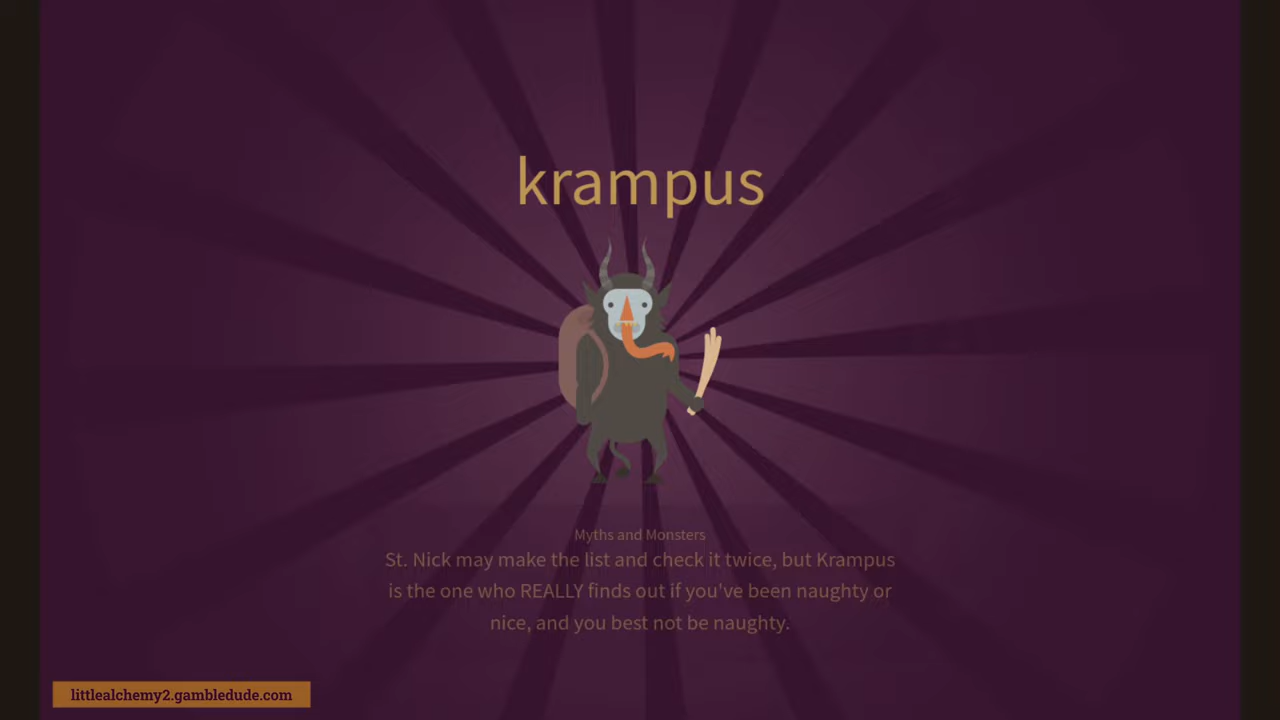 krampus
Myths and Monsters
St. Nick may make the list and check it twice, but Krampus
is the one who REALLY finds out if you've been naughty or
nice, and you best not be naughty.
littlealchemy2.gambledude.com